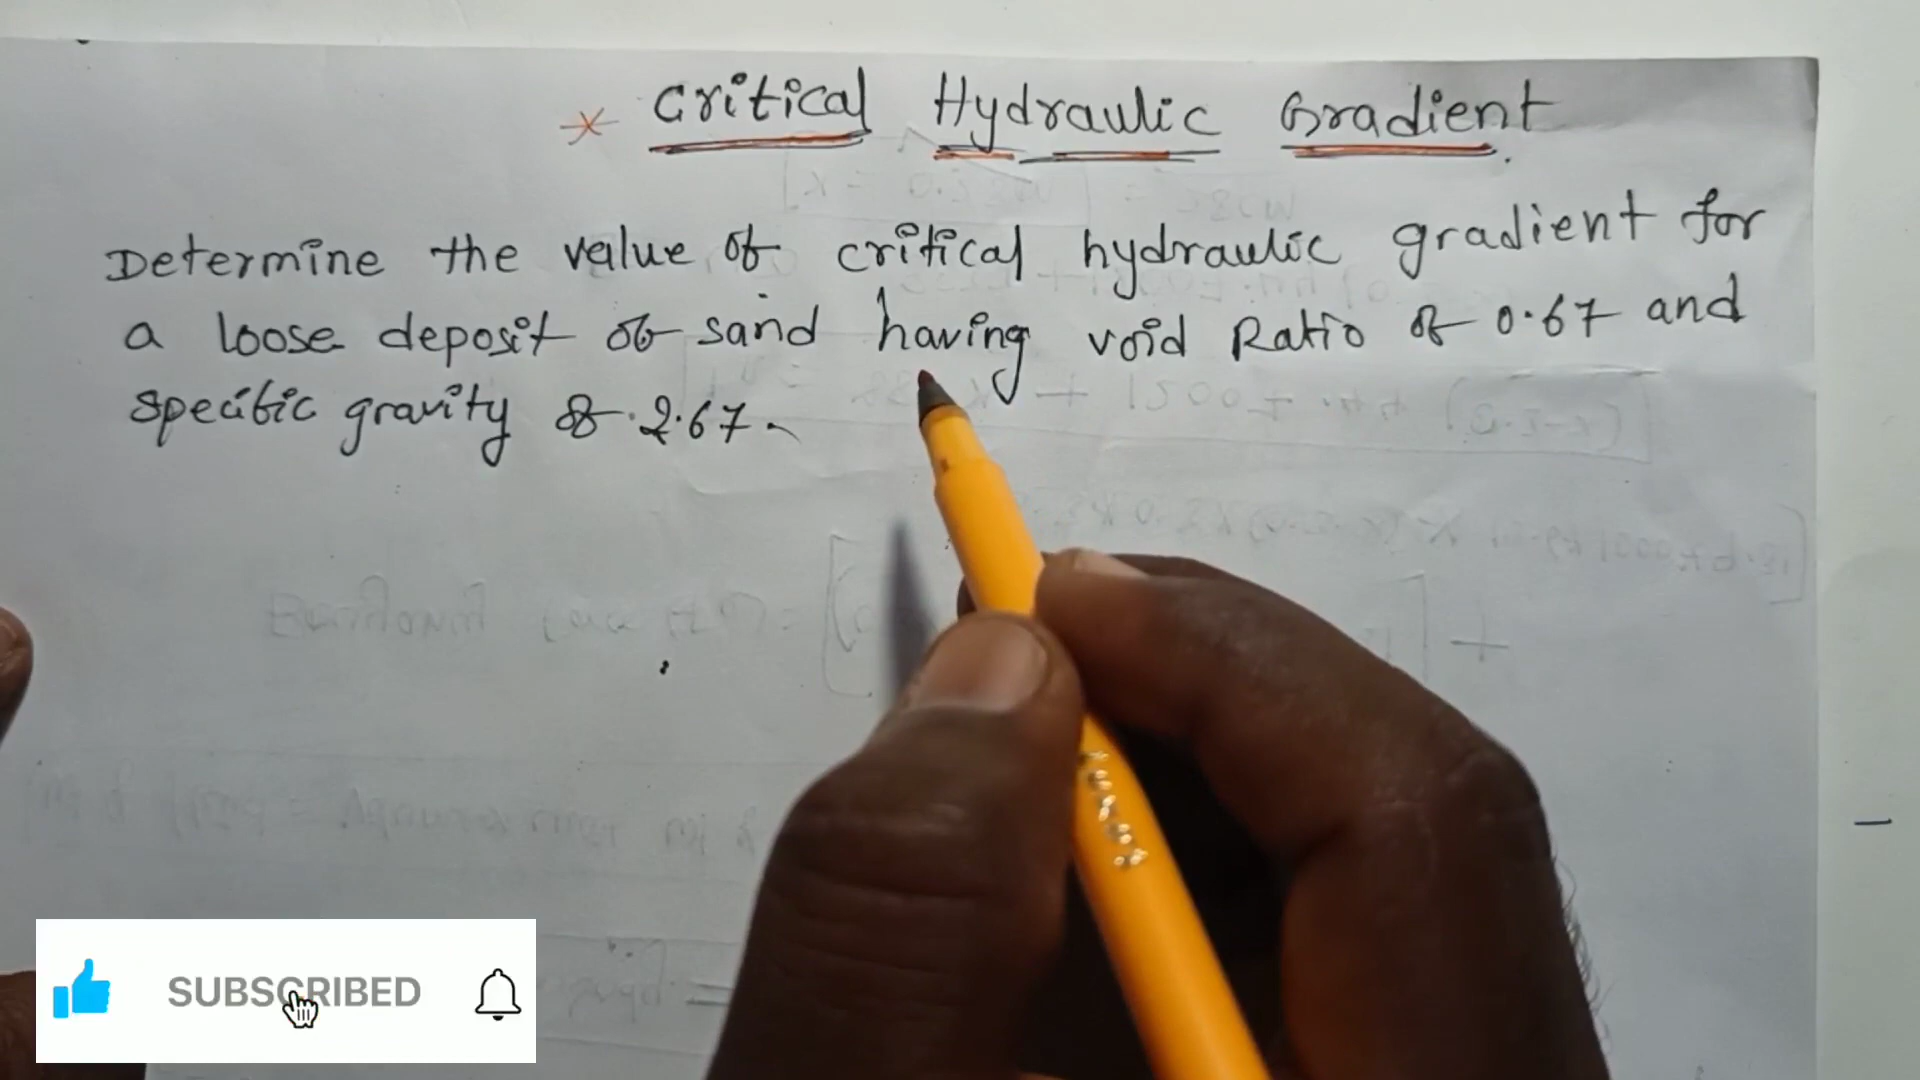 Critical Hydraulic Gradient
Determine the value of critical hydraulic gradient for
a loose deposit of sand having void Ratio of 0.67 and
specific gravity of 2.67.
SUBSCRIBED